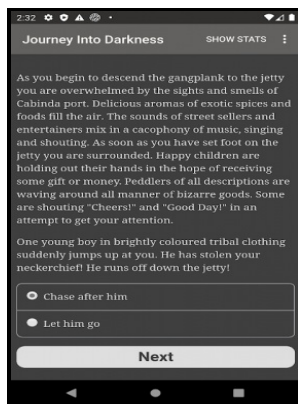 2:32
Journey Into Darkness SHOW STATS
As you begin to descend the gangplank to the jetty
you are overwhelmed by the sights and smells of
Cabinda port. Delicious aromas of exotic spices and
foods fill the air. The sounds of street sellers and
entertainers mix in a cacophony of music, singing
and shouting. As soon as you have set foot on the
jetty you are surrounded. Happy children are
holding out their hands in the hope of receiving
some gift or money. Peddlers of all descriptions are
waving around all manner of bizarre goods. Some
are shouting "Cheers!" and "Good Day!" in an
attempt to get your attention.
One young boy in brightly coloured tribal clothing
suddenly jumps up at you. He has stolen your
neckerchief! He runs off down the jetty!
Chase after him
Let him go
Next